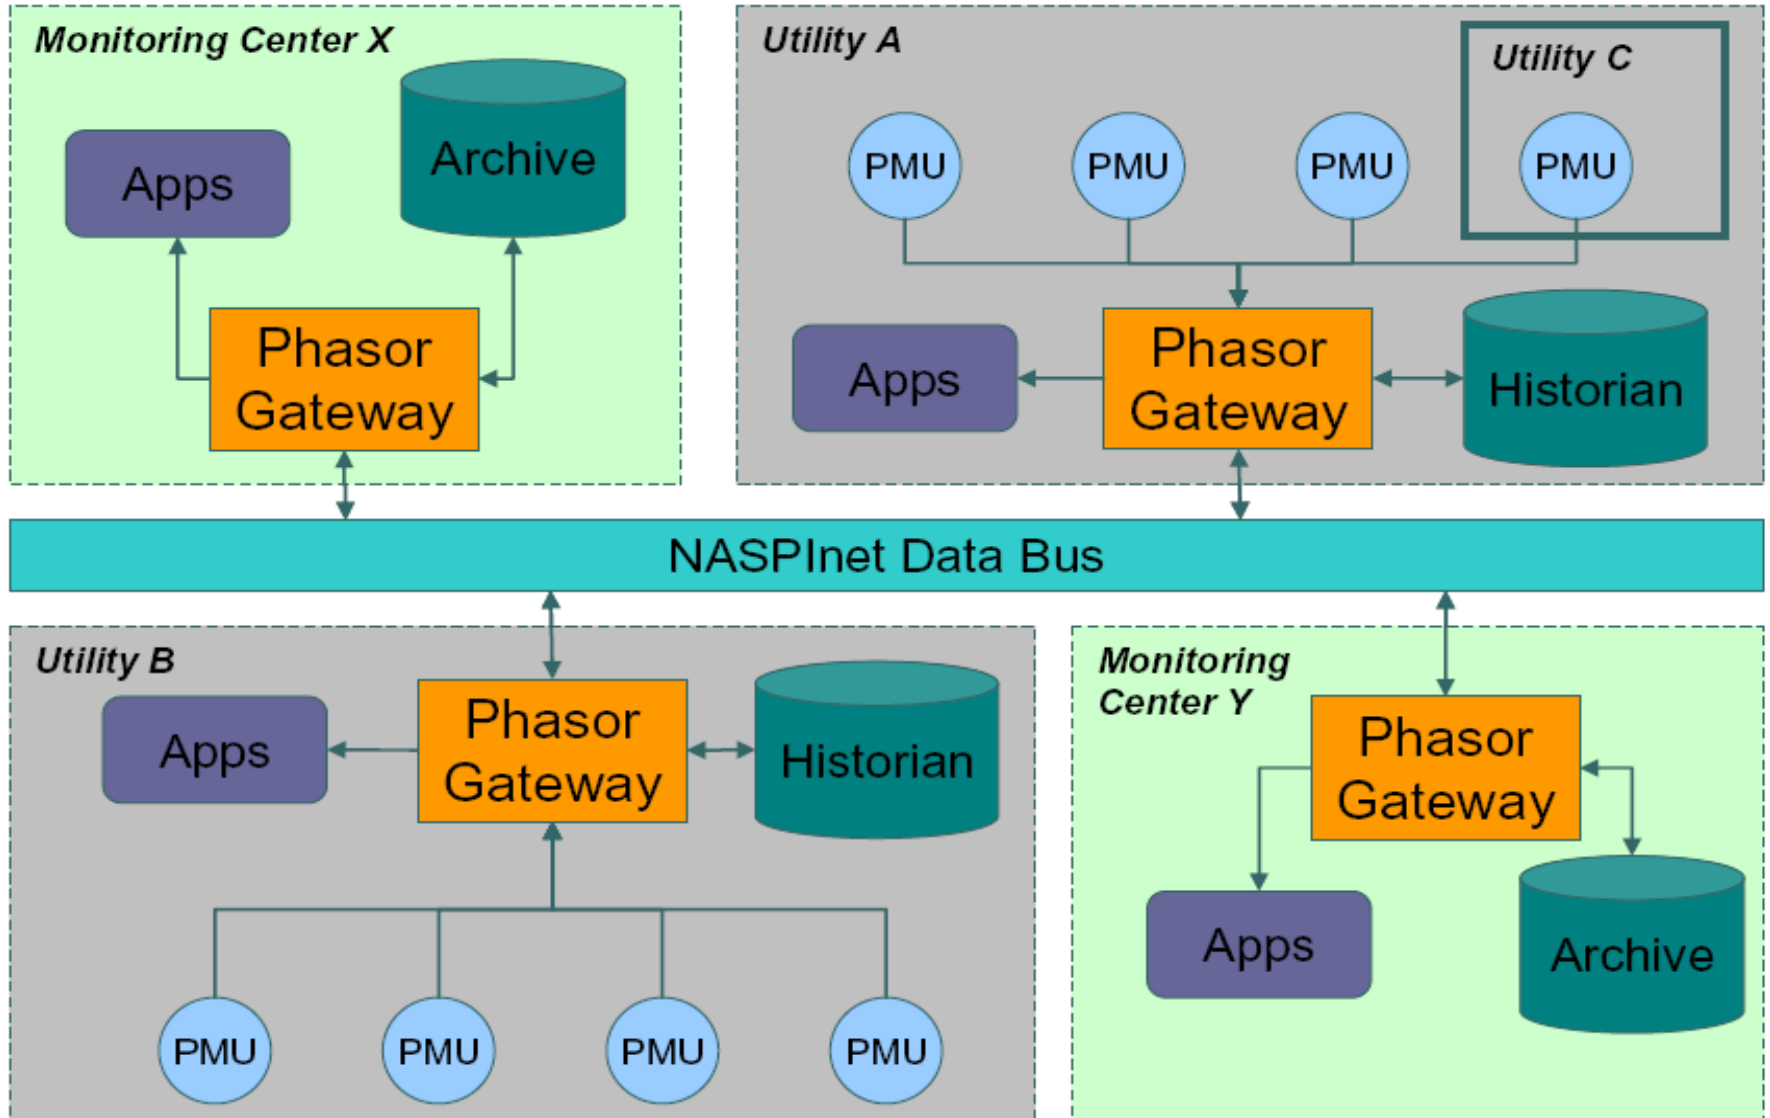 Monitoring Center X
Archive
Apps
Phasor
Gateway
Utility A
Utility C
PMU
PMU
PMU
PMU
Apps
Phasor
Gateway
Historian
NASPInet Data Bus
Utility B
Apps
Phasor
Gateway
Historian
PMU
PMU
PMU
PMU
Monitoring
Center Y
Phasor
Gateway
Apps
Archive